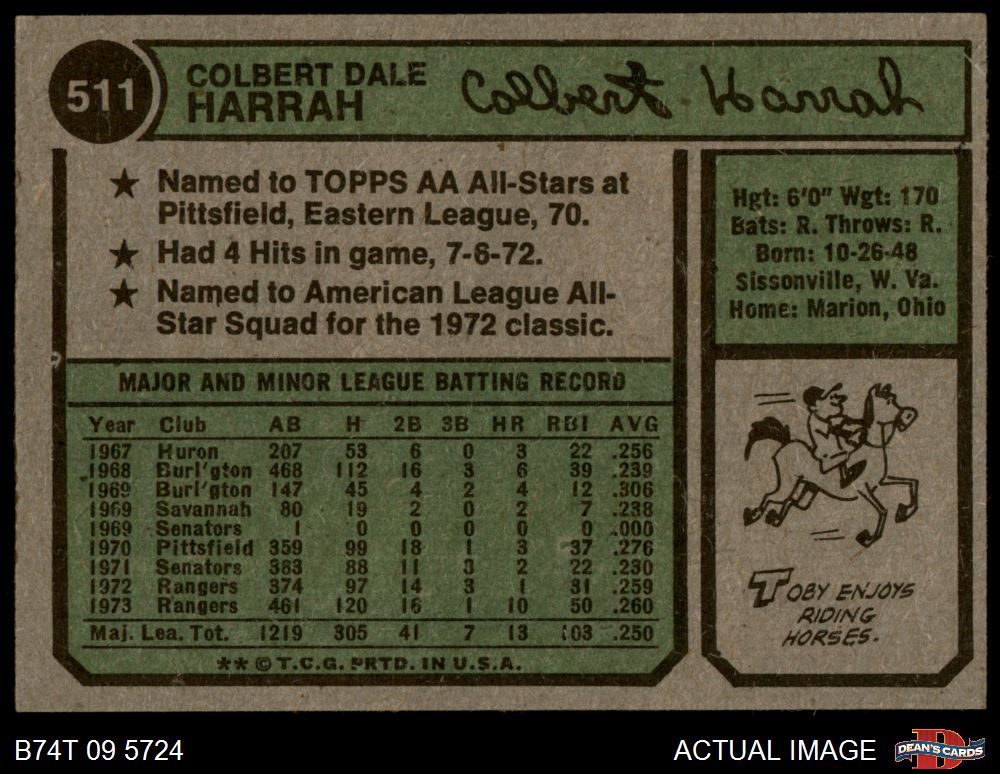 511
COLBERT DALE
HARRAH
Colbert Harrah
★ Named to TOPPS AA All-Stars at
Pittsfield, Eastern League, 70.
★ Had 4 Hits in game, 7-6-72.
★ Named to American League All-
Star Squad for the 1972 classic.
Hgt: 6'0" Wgt: 170
Bats: R. Throws: R.
Born: 10-26-48
Sissonville, W. Va.
Home: Marion, Ohio
MAJOR AND MINOR LEAGUE BATTING RECORD
Year Club AB H 2B 3B HR RBI AVG
1967 Huron 207 53 6 0 3 22 .256
1968 Burl'gton 468 112 16 3 6 39 .239
1969 Burl'gton 147 45 4 2 4 12 .306
1969 Savannah 80 19 2 0 2 7 .238
1969 Senators 1 0 0 0 0 0 .000
1970 Pittsfield 359 99 18 1 3 37 .276
1971 Senators 383 88 11 3 2 22 .230
1972 Rangers 374 97 14 3 1 31 .259
1973 Rangers 461 120 16 1 10 50 .260
Maj. Lea. Tot. 1219 305 41 7 13 103 .250
** © T.C.G. PRTD. IN U.S.A.
TOBY ENJOYS
RIDING
HORSES.
B74T 09 5724
ACTUAL IMAGE
DEAN'S CARDS